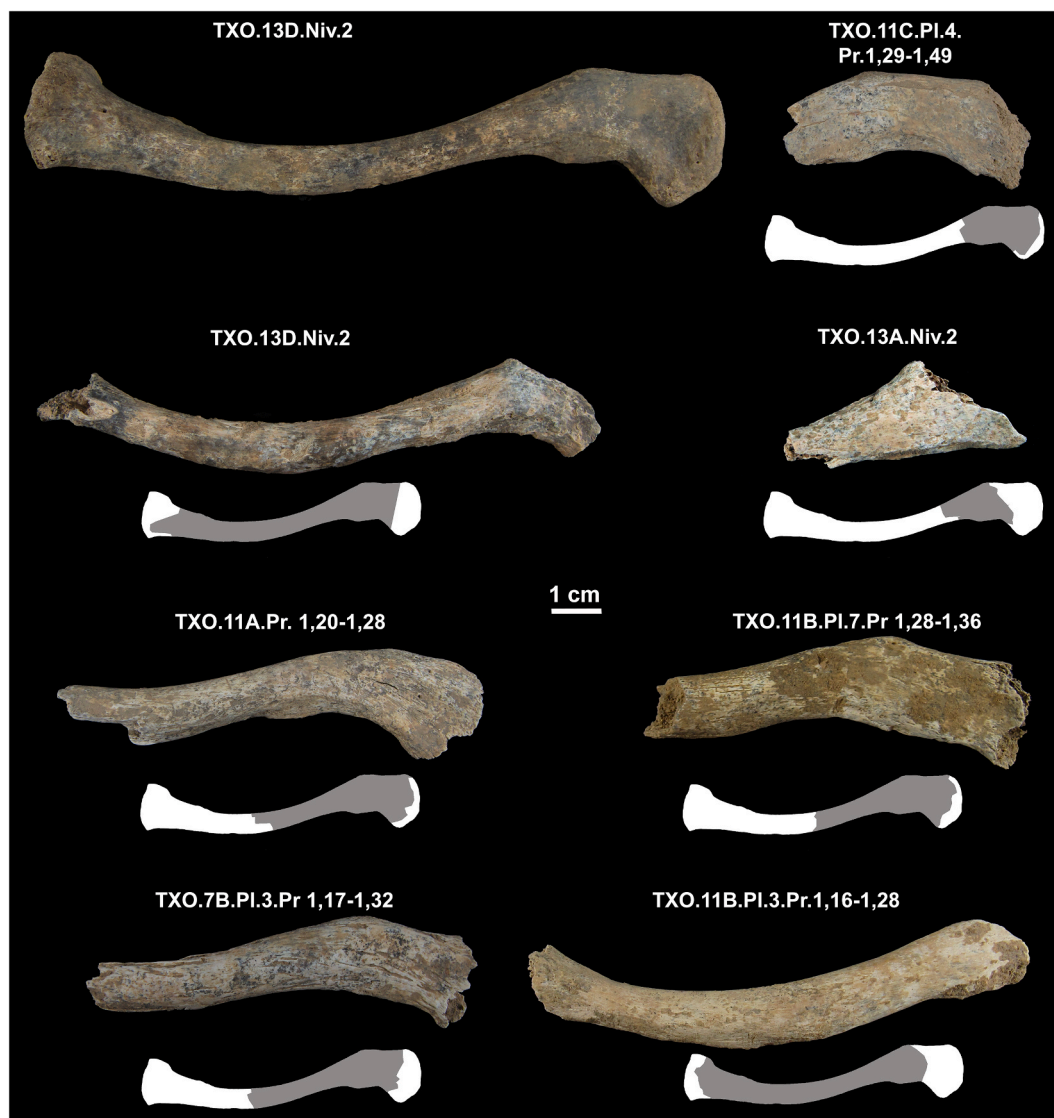 TXO.13D.Niv.2
TXO.11C.Pl.4.
Pr.1,29-1,49
TXO.13D.Niv.2
TXO.13A.Niv.2
1 cm
TXO.11A.Pr. 1,20-1,28
TXO.11B.Pl.7.Pr 1,28-1,36
TXO.7B.Pl.3.Pr 1,17-1,32
TXO.11B.Pl.3.Pr.1,16-1,28